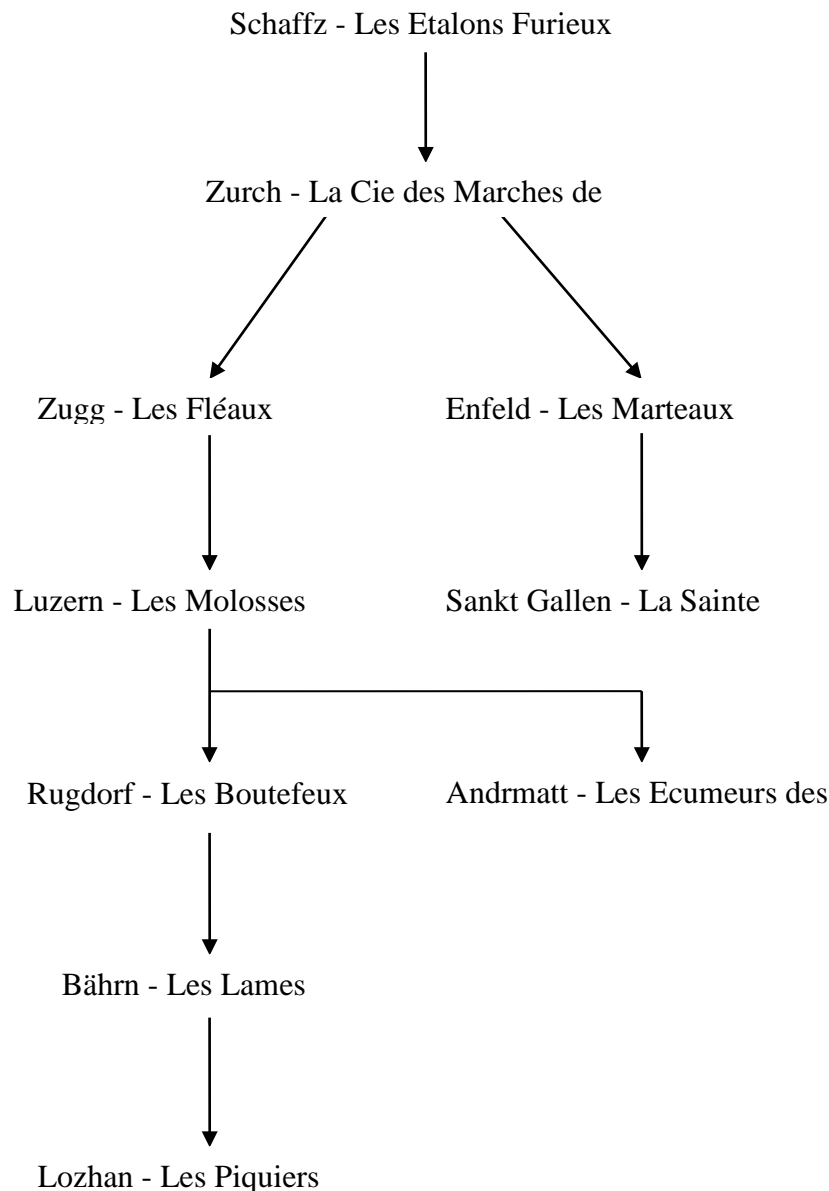 Schaffz - Les Etalons Furieux
Zurch - La Cie des Marches de
Zugg - Les Fléaux
Enfeld - Les Marteaux
Luzern - Les Molosses
Sankt Gallen - La Sainte
Rugdorf - Les Boutefeux
Andrmatt - Les Ecumeurs des
Bährn - Les Lames
Lozhan - Les Piquiers